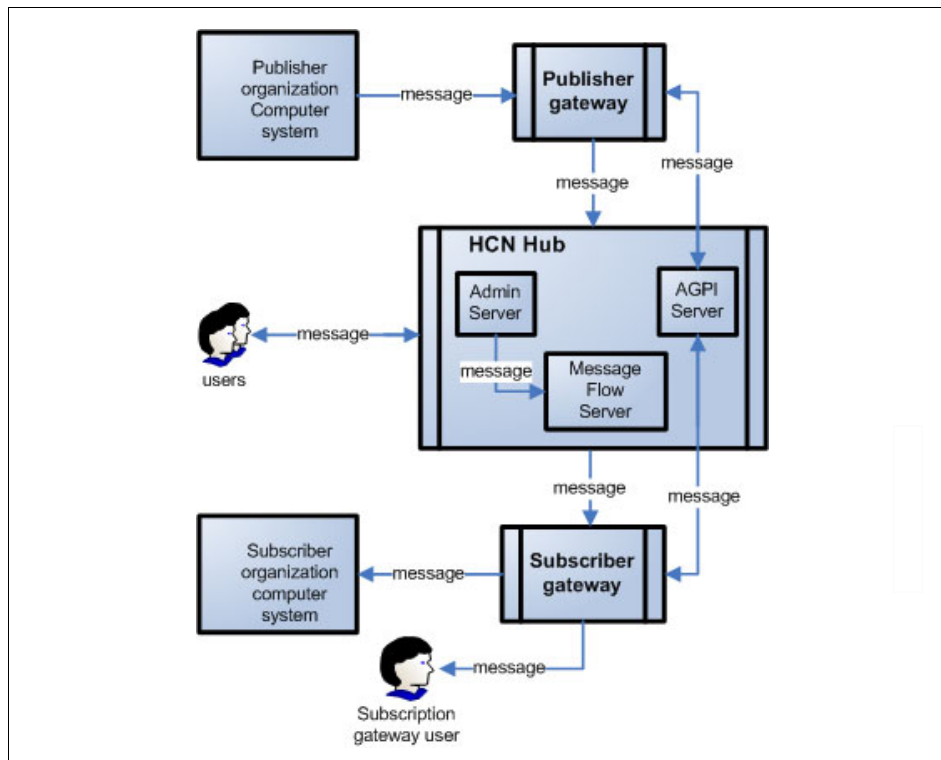 Publisher
organization
Computer
system
message
Publisher
gateway
message
message
HCN Hub
Admin
Server
AGPI
Server
message
users
message
Message
Flow
Server
message
message
Subscriber
organization
computer
system
message
Subscriber
gateway
message
Subscription
gateway user